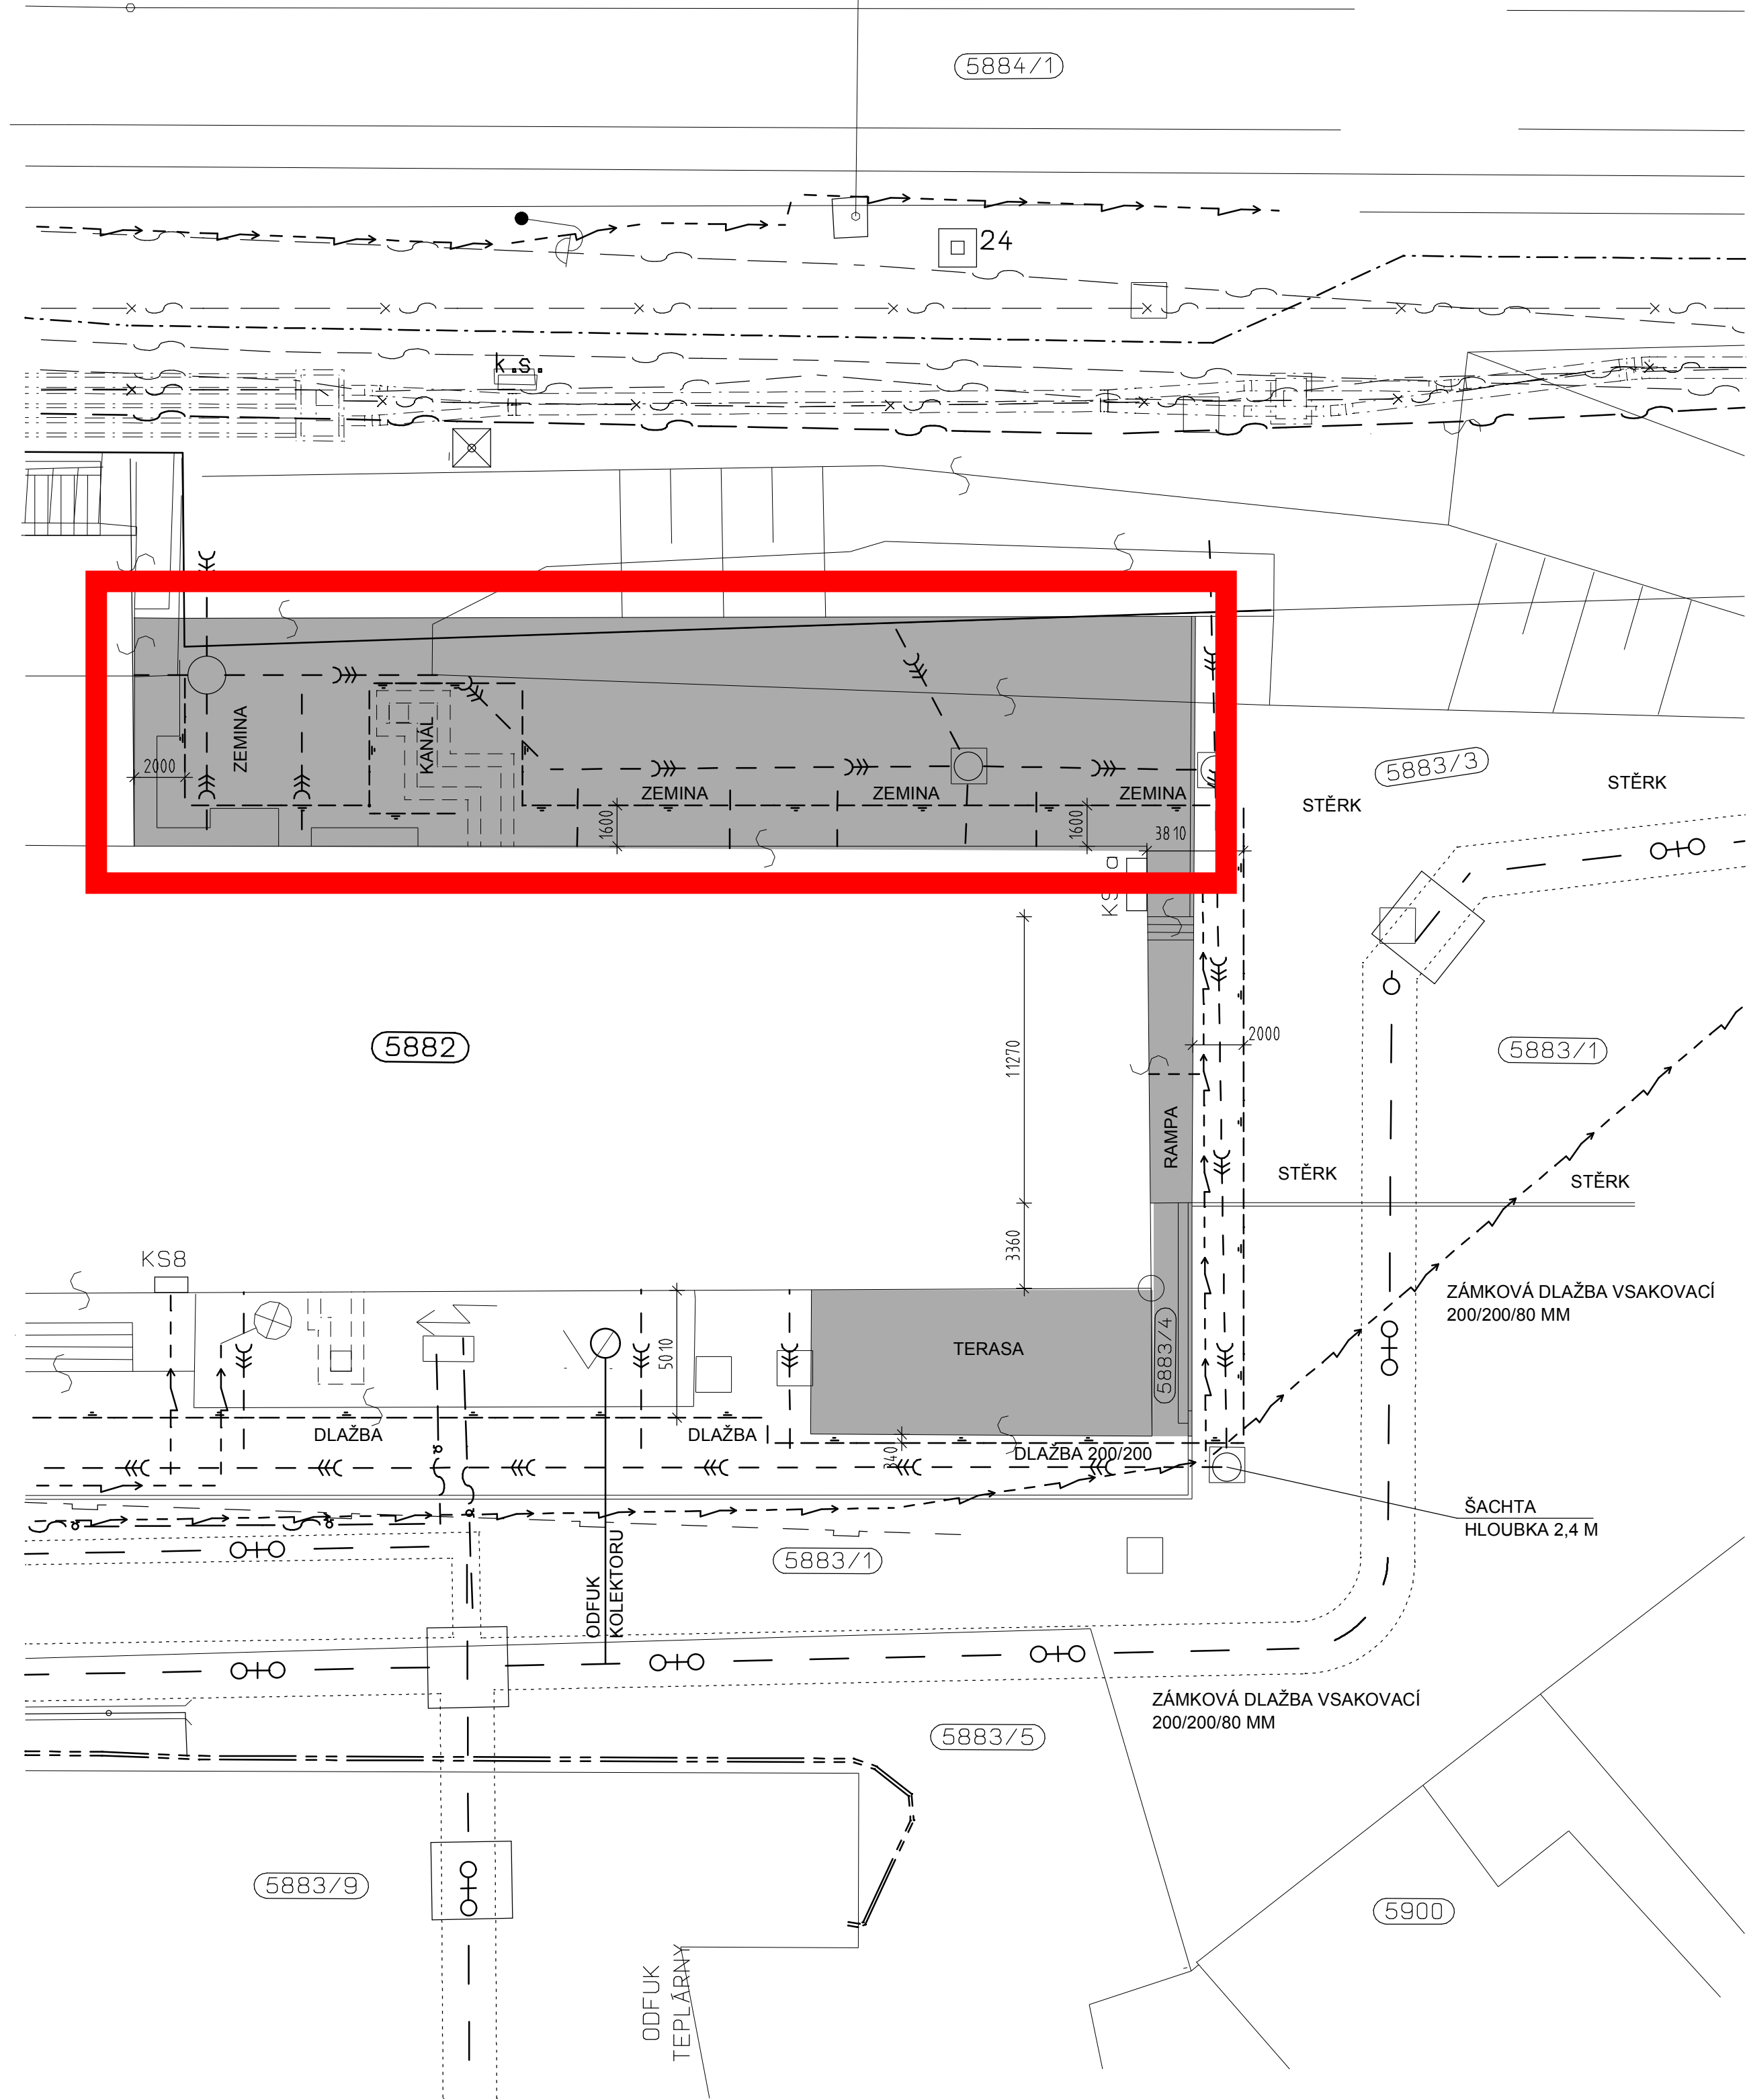 5884/1
24
k.s.
ZEMINA
KANÁL
2000
ZEMINA
ZEMINA
ZEMINA
1600
1600
3810
5883/3
STĚRK
STĚRK
5882
11270
2000
5883/1
RAMPA
STĚRK
STĚRK
3360
KS8
5010
TERASA
5883/4
ZÁMKOVÁ DLAŽBA VSAKOVACÍ
200/200/80 MM
DLAŽBA
DLAŽBA
340
DLAŽBA 200/200
ŠACHTA
HLOUBKA 2,4 M
ODFUK
KOLEKTORU
5883/1
ZÁMKOVÁ DLAŽBA VSAKOVACÍ
200/200/80 MM
5883/5
5883/9
5900
ODFUK
TEPLÁRNY